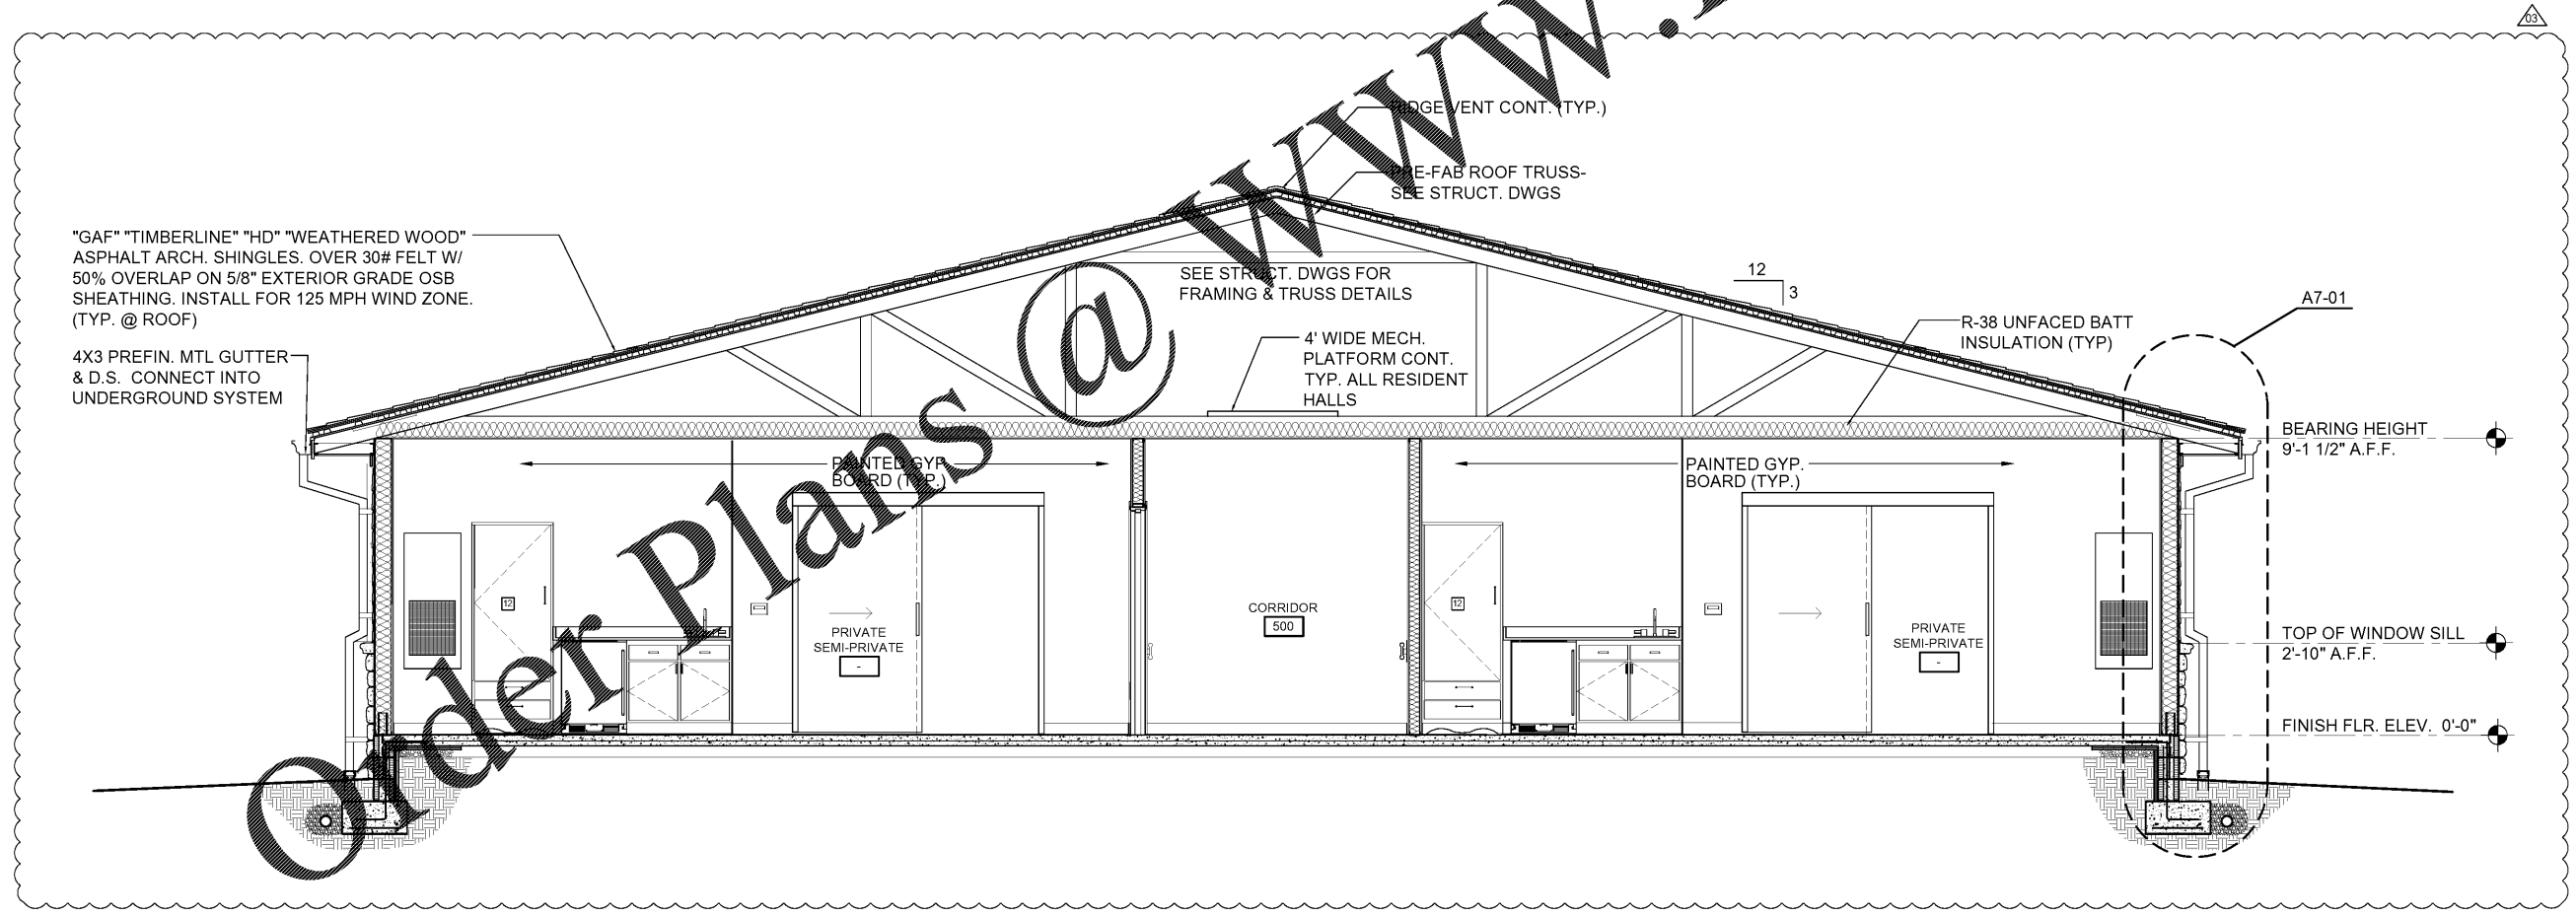 03
RIDGE VENT CONT. (TYP.)
PRE-FAB ROOF TRUSS-
SEE STRUCT. DWGS
"GAF" "TIMBERLINE" "HD" "WEATHERED WOOD"
ASPHALT ARCH. SHINGLES. OVER 30# FELT W/
50% OVERLAP ON 5/8" EXTERIOR GRADE OSB
SHEATHING. INSTALL FOR 125 MPH WIND ZONE.
(TYP. @ ROOF)
4X3 PREFIN. MTL GUTTER
& D.S. CONNECT INTO
UNDERGROUND SYSTEM
SEE STRUCT. DWGS FOR
FRAMING & TRUSS DETAILS
4' WIDE MECH.
PLATFORM CONT.
TYP. ALL RESIDENT
HALLS
12
3
R-38 UNFACED BATT
INSULATION (TYP)
A7-01
BEARING HEIGHT
9'-1 1/2" A.F.F.
TOP OF WINDOW SILL
2'-10" A.F.F.
FINISH FLR. ELEV. 0'-0"
PAINTED GYP.
BOARD (TYP.)
PAINTED GYP.
BOARD (TYP.)
12
PRIVATE
SEMI-PRIVATE
-
CORRIDOR
500
12
PRIVATE
SEMI-PRIVATE
-
Order Plans @ www.